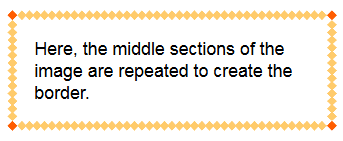 Here, the middle sections of the
image are repeated to create the
border.